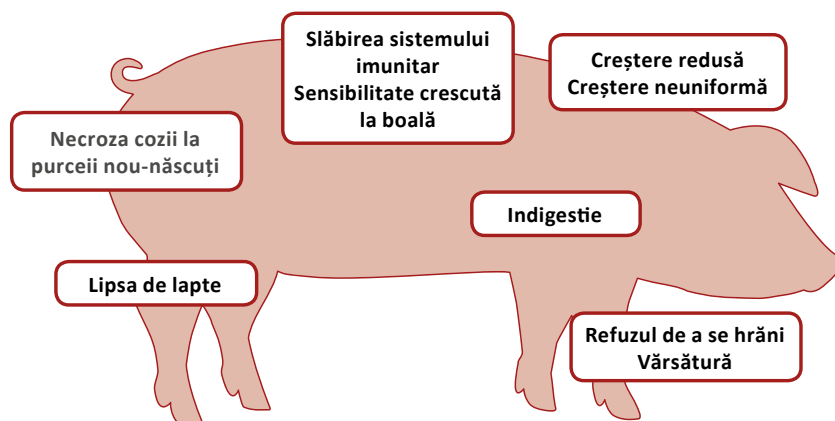 Slăbirea sistemului
imunitar
Sensibilitate crescută
la boală
Creștere redusă
Creștere neuniformă
Necroza cozii la
purceii nou-născuți
Indigestie
Lipsa de lapte
Refuzul de a se hrăni
Vărsătură